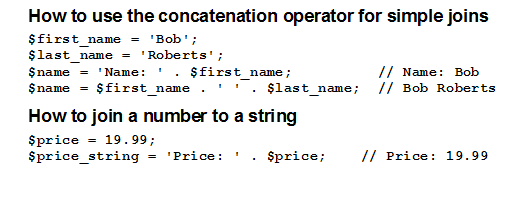 How to use the concatenation operator for simple joins
$first_name = 'Bob';
$last_name = 'Roberts';
$name = 'Name: ' . $first_name;          // Name: Bob
$name = $first_name . ' ' . $last_name;  // Bob Roberts
How to join a number to a string
$price = 19.99;
$price_string = 'Price: ' . $price;    // Price: 19.99